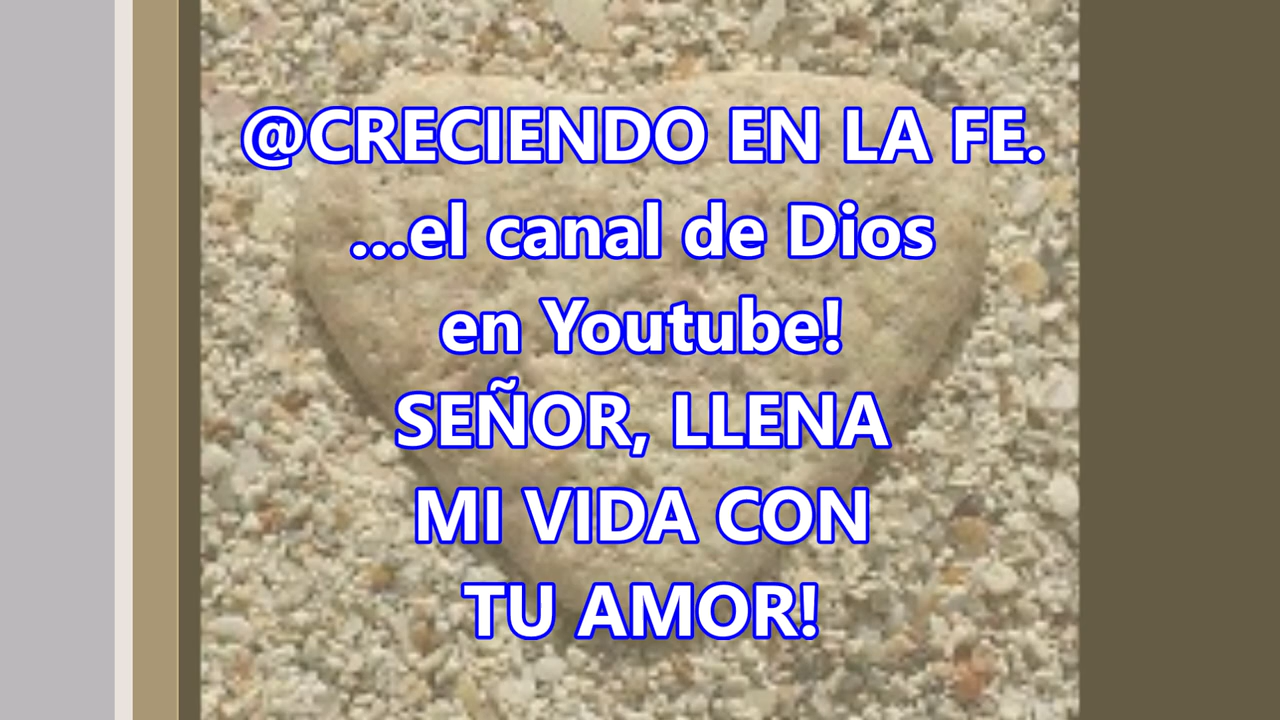 @CRECIENDO EN LA FE.
...el canal de Dios
en Youtube!
SEÑOR, LLENA
MI VIDA CON
TU AMOR!